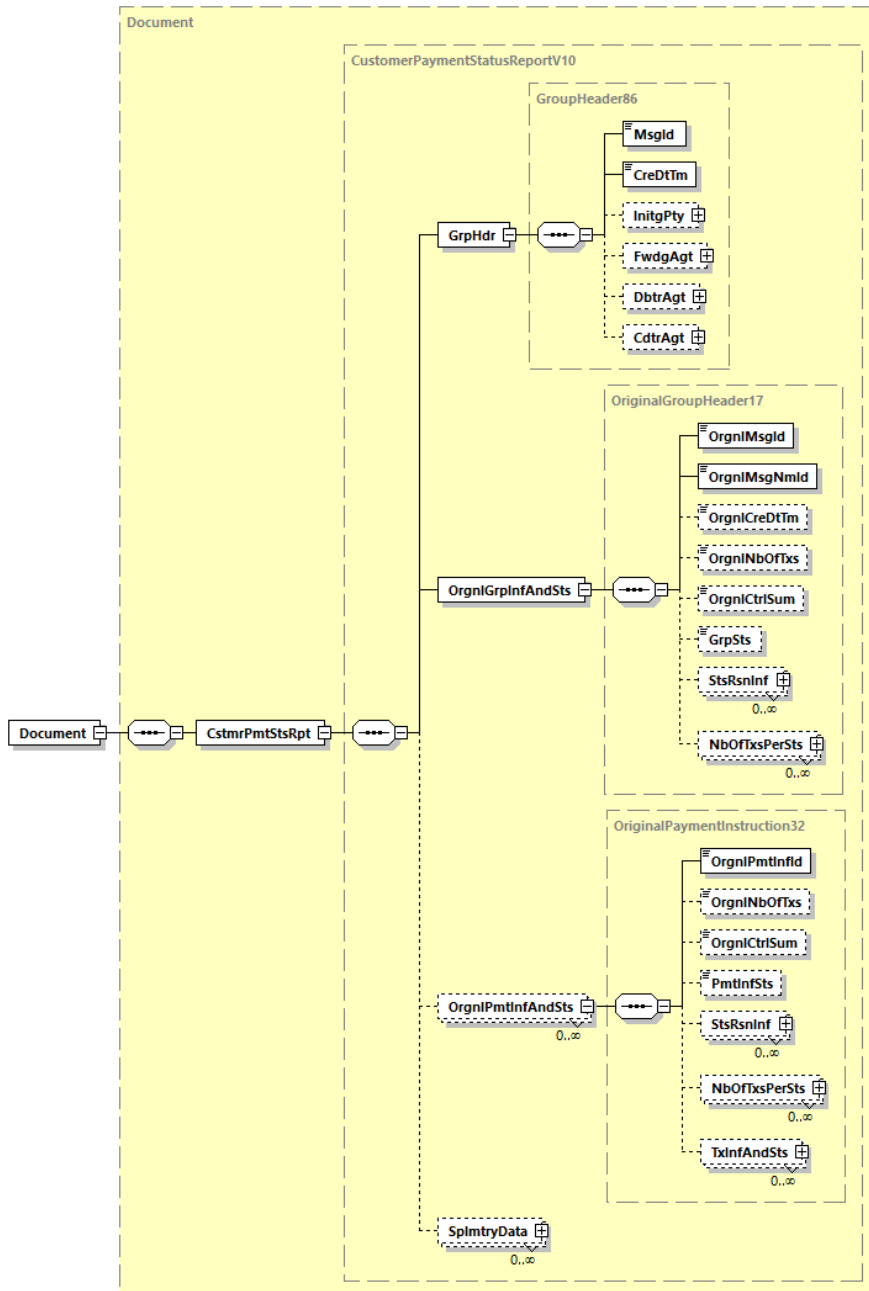 Document
CustomerPaymentStatusReportV10
GroupHeader86
MsgId
CreDtTm
InitgPty
GrpHdr
FwdgAgt
DbtrAgt
CdtrAgt
OriginalGroupHeader17
OrgnlMsgId
OrgnlMsgNmId
OrgnlCreDtTm
OrgnlNbOfTxs
OrgnlGrpInfAndSts
OrgnlCtrlSum
GrpSts
StsRsnInf
0..∞
Document
CstmrPmtStsRpt
NbOfTxsPerSts
0..∞
OriginalPaymentInstruction32
OrgnlPmtInfId
OrgnlNbOfTxs
OrgnlCtrlSum
PmtInfSts
OrgnlPmtInfAndSts
0..∞
StsRsnInf
0..∞
NbOfTxsPerSts
0..∞
TxInfAndSts
0..∞
SplmtryData
0..∞